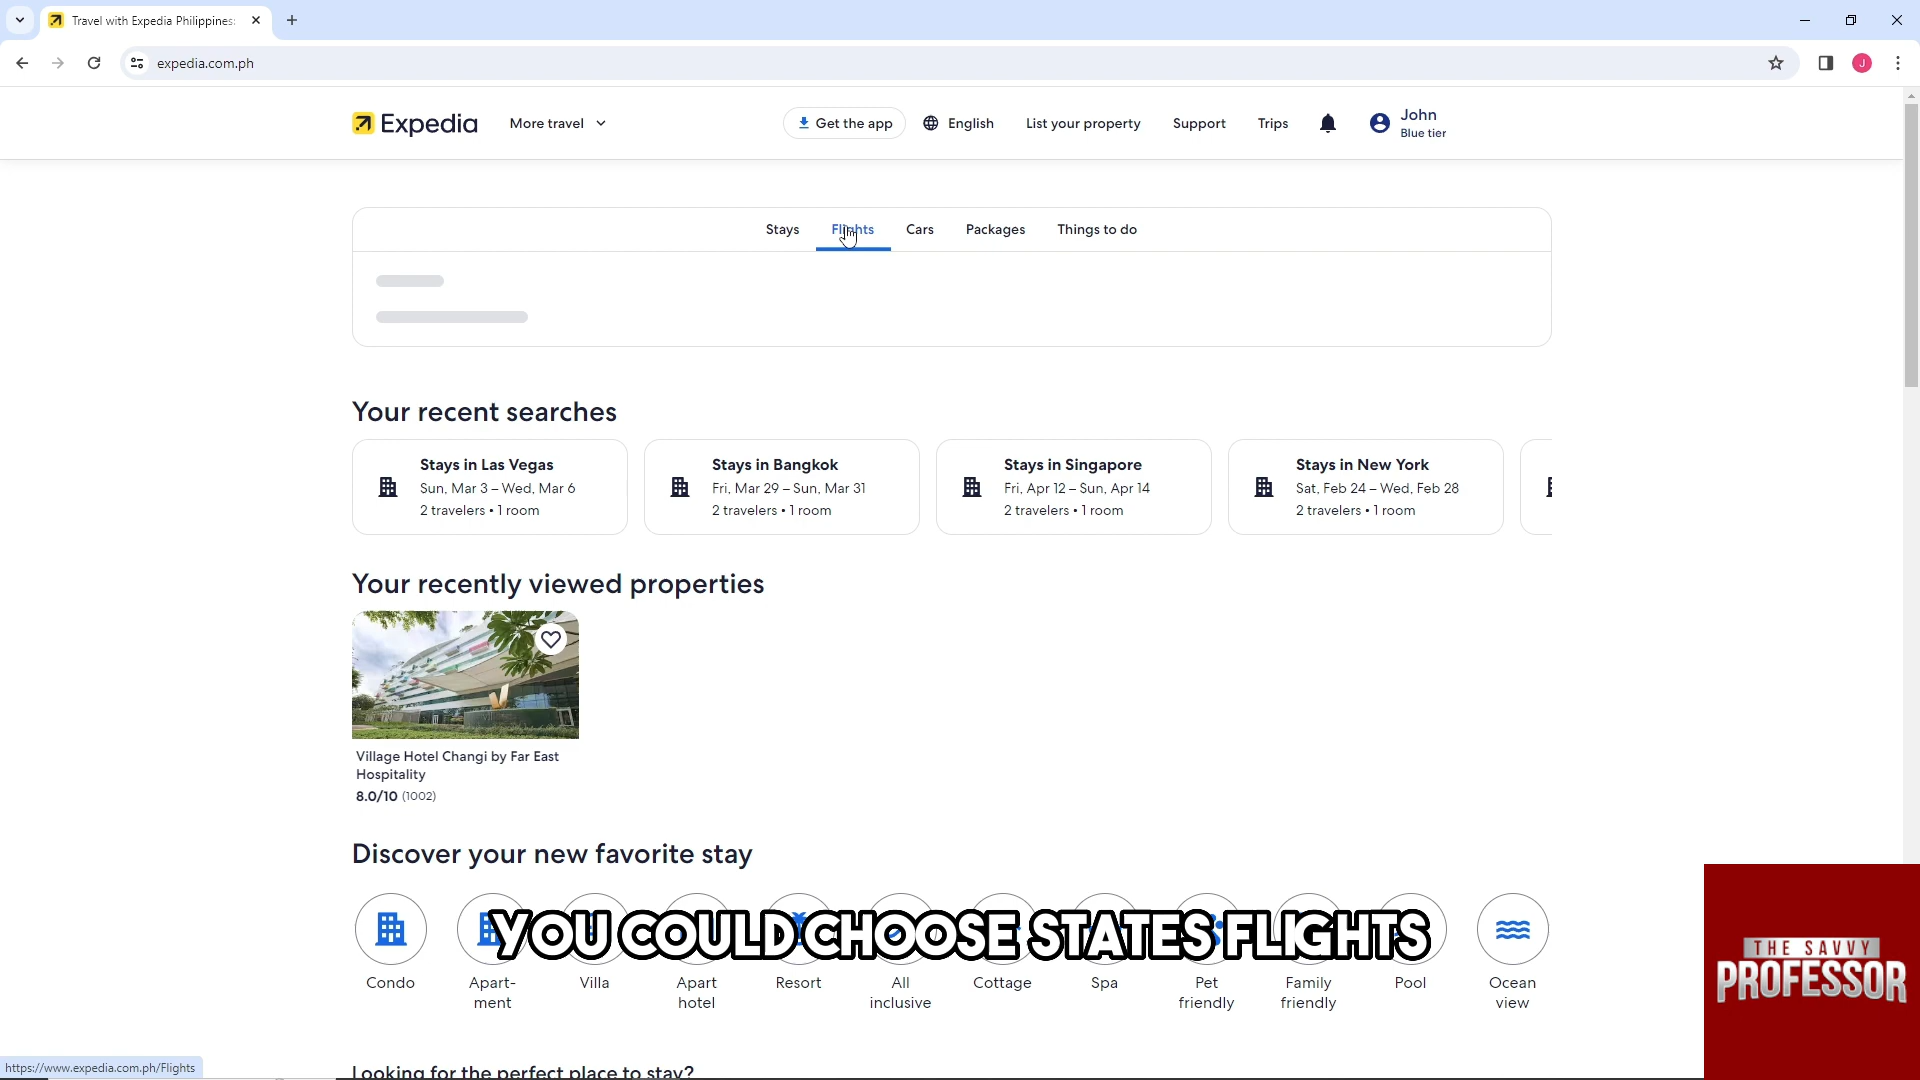 Travel with Expedia Philippines:
expedia.com.ph
Expedia
More travel
Get the app
English
List your property
Support
Trips
John
Blue tier
J
Stays
Flights
Cars
Packages
Things to do
Your recent searches
Stays in Las Vegas
Sun, Mar 3 – Wed, Mar 6
2 travelers • 1 room
Stays in Bangkok
Fri, Mar 29 – Sun, Mar 31
2 travelers • 1 room
Stays in Singapore
Fri, Apr 12 – Sun, Apr 14
2 travelers • 1 room
Stays in New York
Sat, Feb 24 – Wed, Feb 28
2 travelers • 1 room
Your recently viewed properties
Village Hotel Changi by Far East
Hospitality
8.0/10 (1002)
Discover your new favorite stay
YOU COULD CHOOSE STATES FLIGHTS
Condo
Apart-
ment
Villa
Apart
hotel
Resort
All
inclusive
Cottage
Spa
Pet
friendly
Family
friendly
Pool
Ocean
view
THE SAVVY
PROFESSOR
https://www.expedia.com.ph/Flights
Looking for the perfect place to stay?